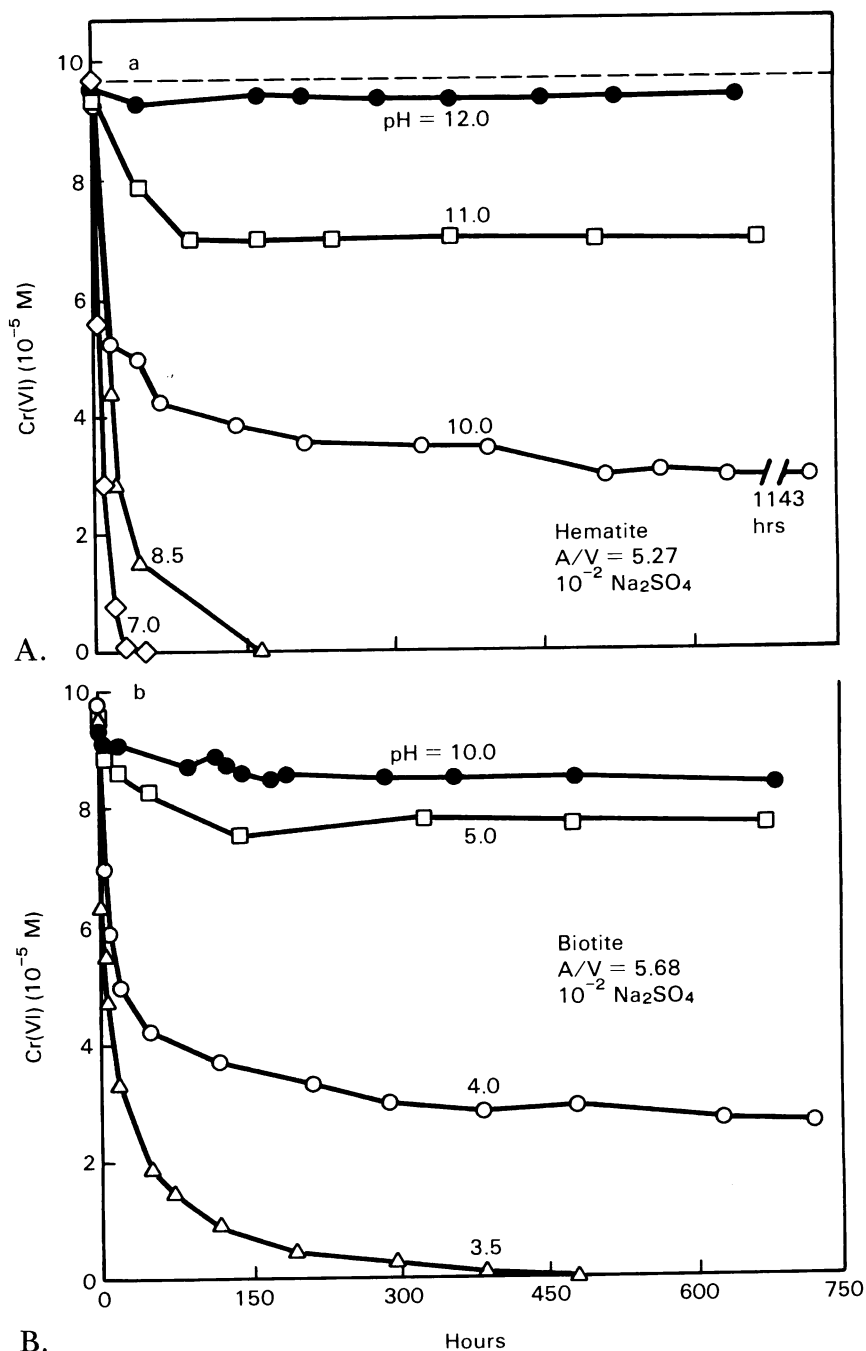 10
a
pH = 12.0
8
11.0
6
Cr(VI) (10⁻⁵ M)
4
10.0
1143
hrs
2
Hematite
A/V = 5.27
10⁻² Na₂SO₄
8.5
7.0
A.
0
10
b
pH = 10.0
8
5.0
6
Biotite
A/V = 5.68
10⁻² Na₂SO₄
Cr(VI) (10⁻⁵ M)
4
4.0
2
3.5
0
0 150 300 450 600 750
B.
Hours